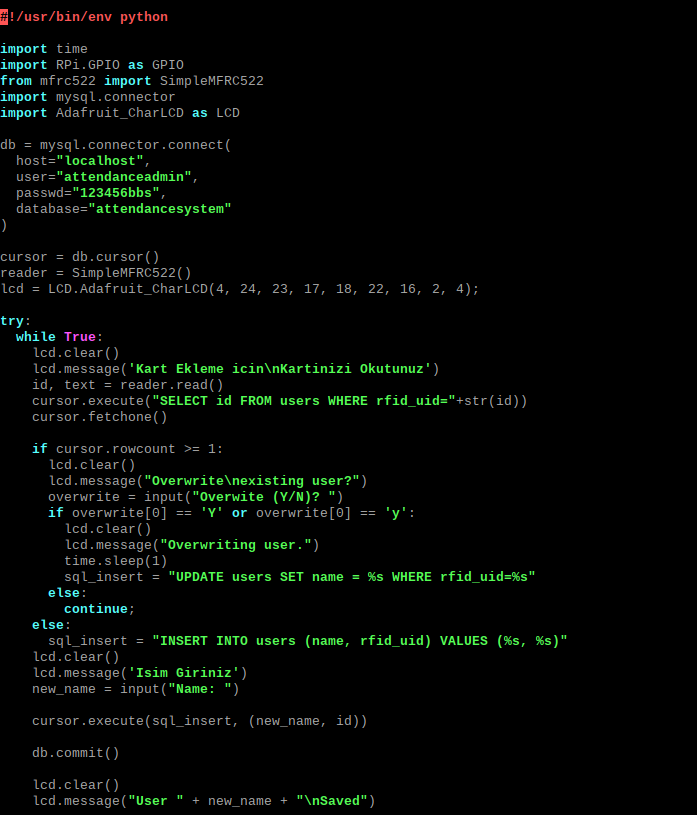 #!/usr/bin/env python

import time
import RPi.GPIO as GPIO
from mfrc522 import SimpleMFRC522
import mysql.connector
import Adafruit_CharLCD as LCD

db = mysql.connector.connect(
  host="localhost",
  user="attendanceadmin",
  passwd="123456bbs",
  database="attendancesystem"
)

cursor = db.cursor()
reader = SimpleMFRC522()
lcd = LCD.Adafruit_CharLCD(4, 24, 23, 17, 18, 22, 16, 2, 4);

try:
  while True:
    lcd.clear()
    lcd.message('Kart Ekleme icin\nKartinizi Okutunuz')
    id, text = reader.read()
    cursor.execute("SELECT id FROM users WHERE rfid_uid="+str(id))
    cursor.fetchone()

    if cursor.rowcount >= 1:
      lcd.clear()
      lcd.message("Overwrite\nexisting user?")
      overwrite = input("Overwite (Y/N)? ")
      if overwrite[0] == 'Y' or overwrite[0] == 'y':
        lcd.clear()
        lcd.message("Overwriting user.")
        time.sleep(1)
        sql_insert = "UPDATE users SET name = %s WHERE rfid_uid=%s"
      else:
        continue;
    else:
      sql_insert = "INSERT INTO users (name, rfid_uid) VALUES (%s, %s)"
    lcd.clear()
    lcd.message('Isim Giriniz')
    new_name = input("Name: ")

    cursor.execute(sql_insert, (new_name, id))

    db.commit()

    lcd.clear()
    lcd.message("User " + new_name + "\nSaved")